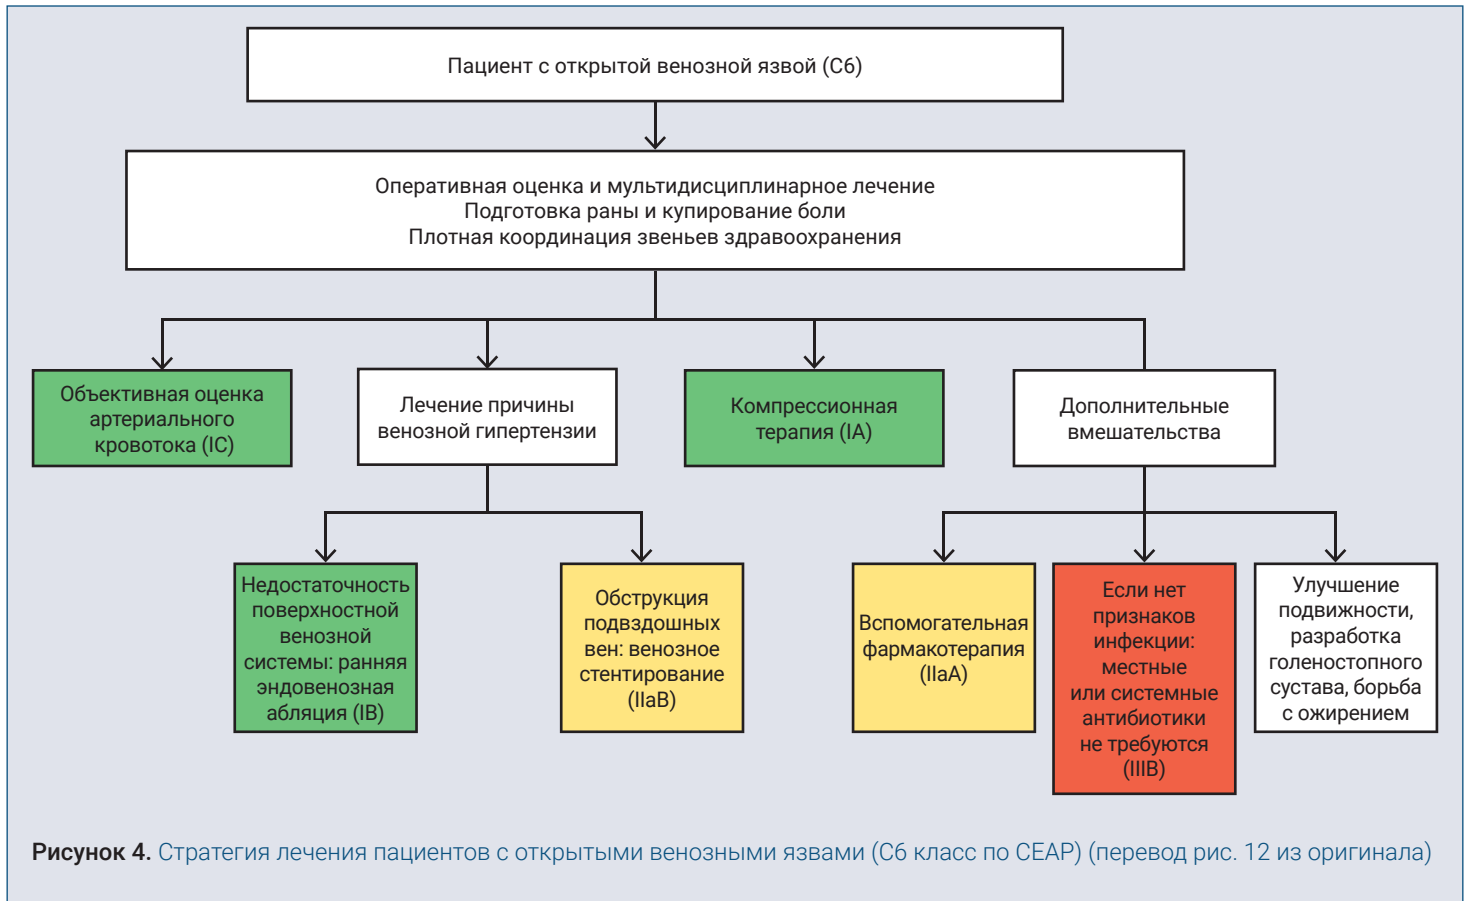 Пациент с открытой венозной язвой (C6)
Оперативная оценка и мультидисциплинарное лечение
Подготовка раны и купирование боли
Плотная координация звеньев здравоохранения
Объективная оценка
артериального
кровотока (IC)
Лечение причины
венозной гипертензии
Компрессионная
терапия (IA)
Дополнительные
вмешательства
Недостаточность
поверхностной
венозной
системы: ранняя
эндовенозная
абляция (IB)
Обструкция
подвздошных
вен: венозное
стентирование
(IIaB)
Вспомогательная
фармакотерапия
(IIaA)
Если нет
признаков
инфекции:
местные
или системные
антибиотики
не требуются
(IIIB)
Улучшение
подвижности,
разработка
голеностопного
сустава, борьба
с ожирением
Рисунок 4. Стратегия лечения пациентов с открытыми венозными язвами (C6 класс по CEAP) (перевод рис. 12 из оригинала)